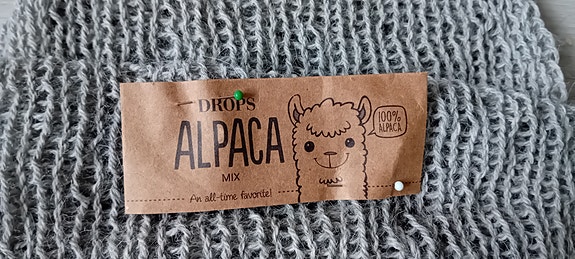 DROPS
ALPACA
MIX
An all-time favorite!
100%
ALPACA